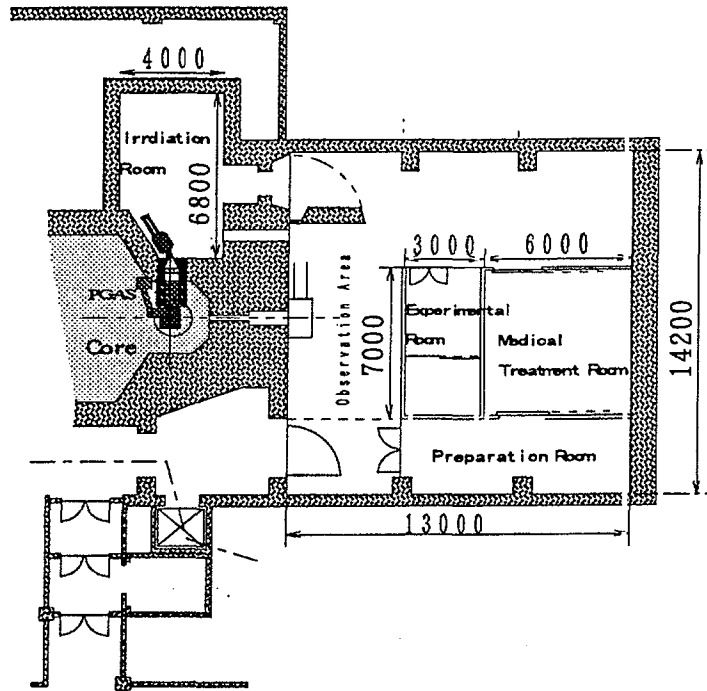 4000
Irrdiation
Room
6800
PGAS
Core
Observation Area
3000
6000
7000
Experimental
Room
Medical
Treatment Room
14200
Preparation Room
13000